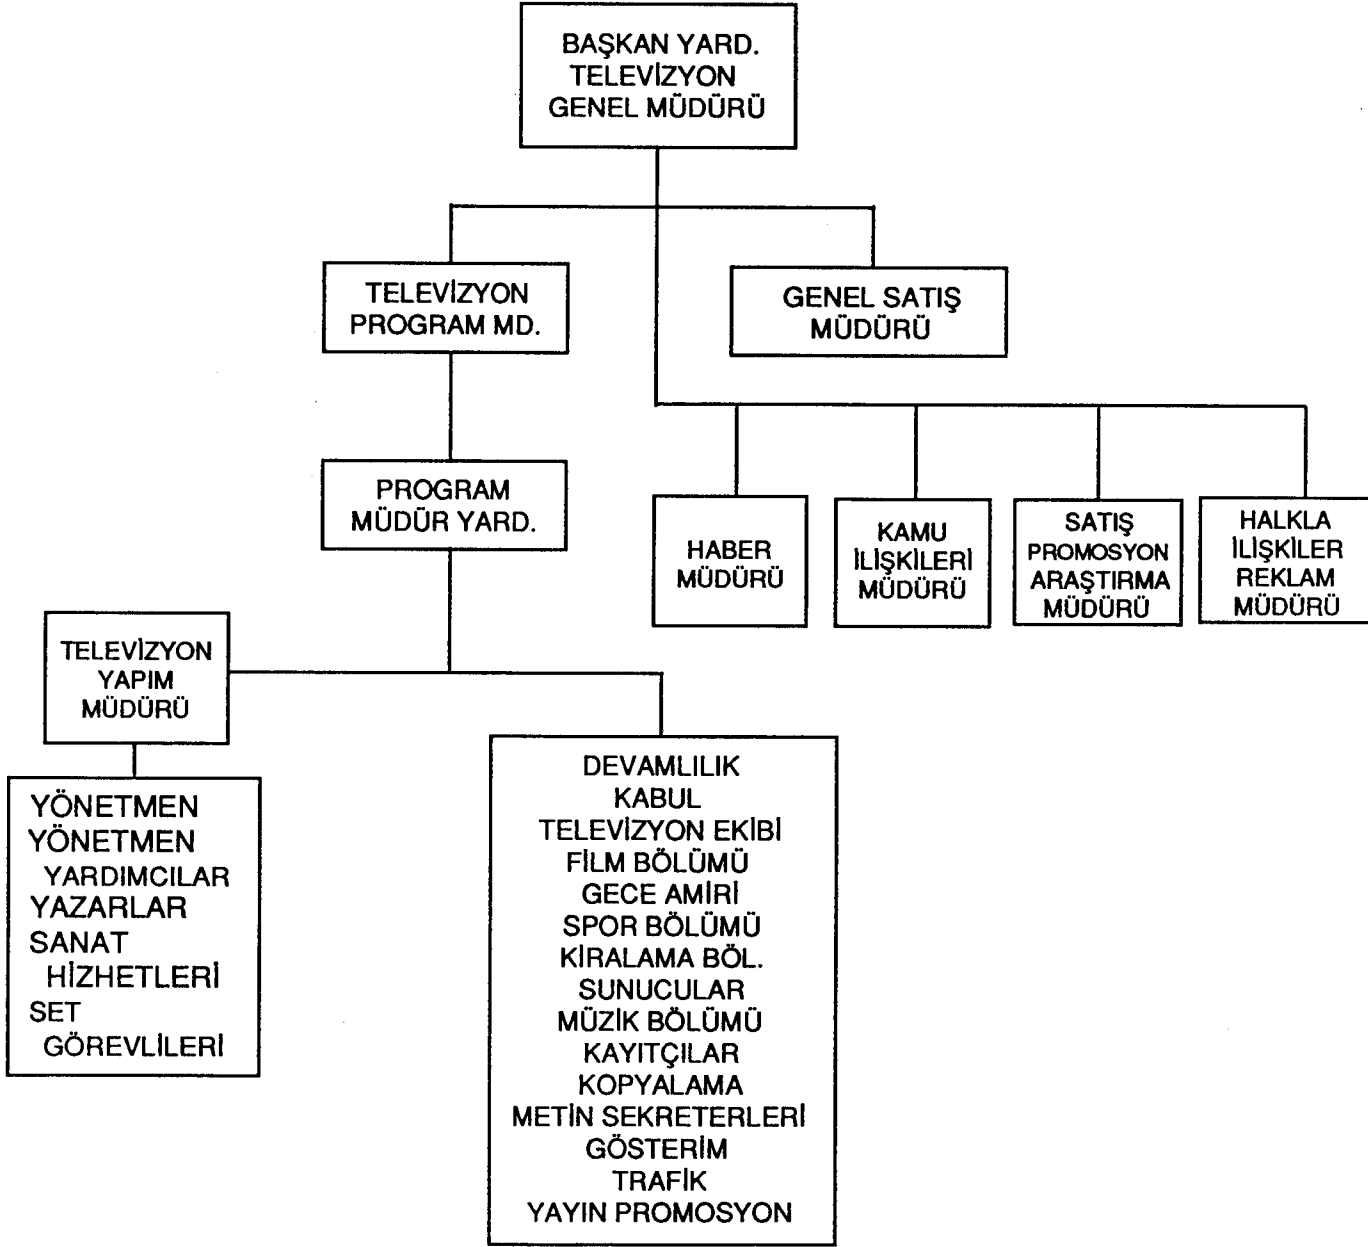 BAŞKAN YARD.
TELEVİZYON
GENEL MÜDÜRÜ
TELEVİZYON
PROGRAM MD.
GENEL SATIŞ
MÜDÜRÜ
PROGRAM
MÜDÜR YARD.
HABER
MÜDÜRÜ
KAMU
İLİŞKİLERİ
MÜDÜRÜ
SATIŞ
PROMOSYON
ARAŞTIRMA
MÜDÜRÜ
HALKLA
İLİŞKİLER
REKLAM
MÜDÜRÜ
TELEVİZYON
YAPIM
MÜDÜRÜ
YÖNETMEN
YÖNETMEN
YARDIMCILAR
YAZARLAR
SANAT
HİZHETLERİ
SET
GÖREVLİLERİ
DEVAMLILIK
KABUL
TELEVİZYON EKİBİ
FİLM BÖLÜMÜ
GECE AMİRİ
SPOR BÖLÜMÜ
KİRALAMA BÖL.
SUNUCULAR
MÜZİK BÖLÜMÜ
KAYITÇILAR
KOPYALAMA
METİN SEKRETERLERİ
GÖSTERİM
TRAFİK
YAYIN PROMOSYON